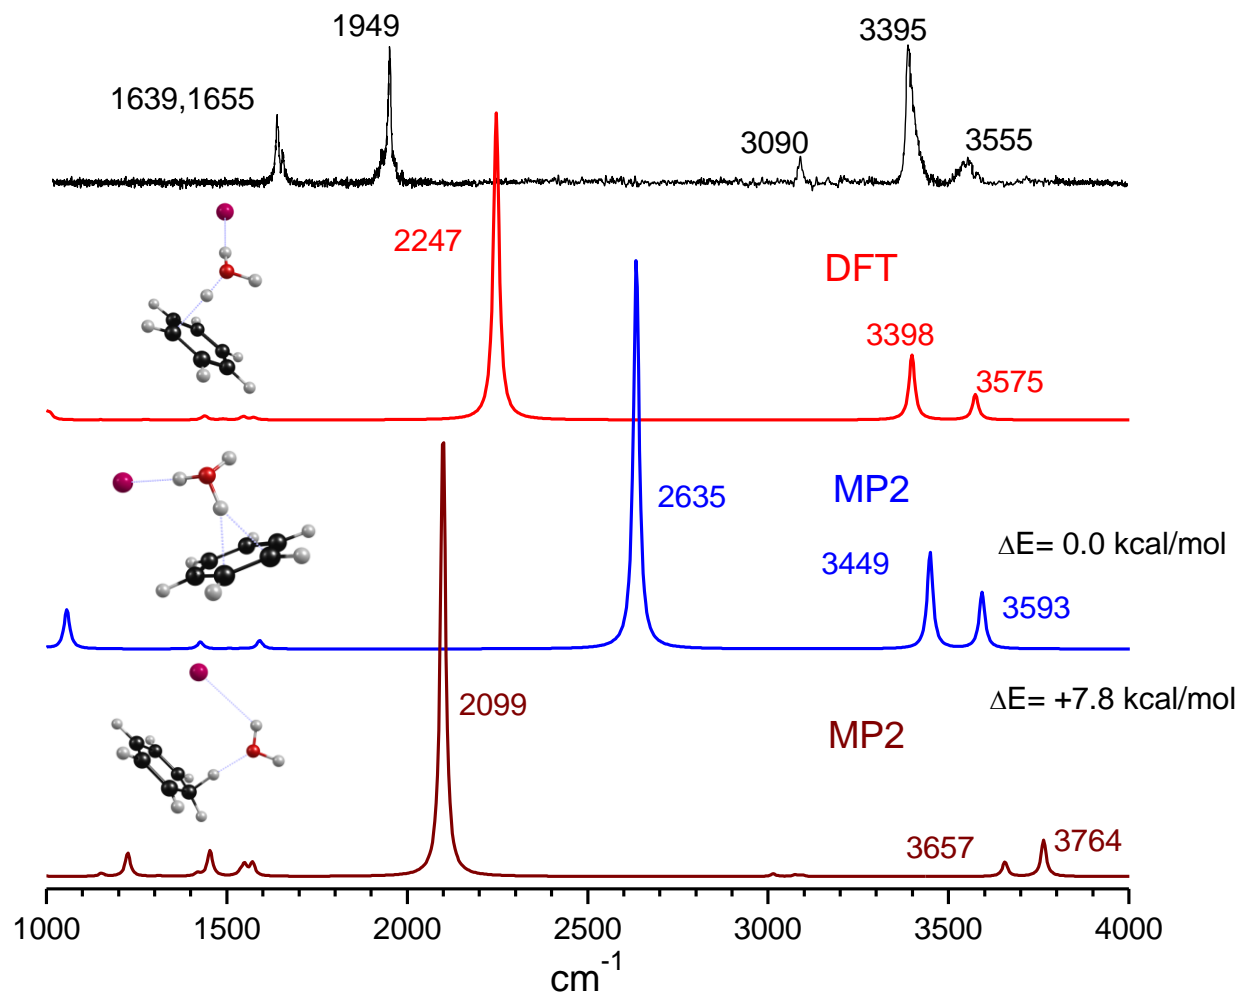 1949
3395
1639,1655
3090
3555
2247
DFT
3398
3575
2635
MP2
ΔE= 0.0 kcal/mol
3449
3593
2099
ΔE= +7.8 kcal/mol
MP2
3657
3764
1000 1500 2000 2500 3000 3500 4000
cm⁻¹